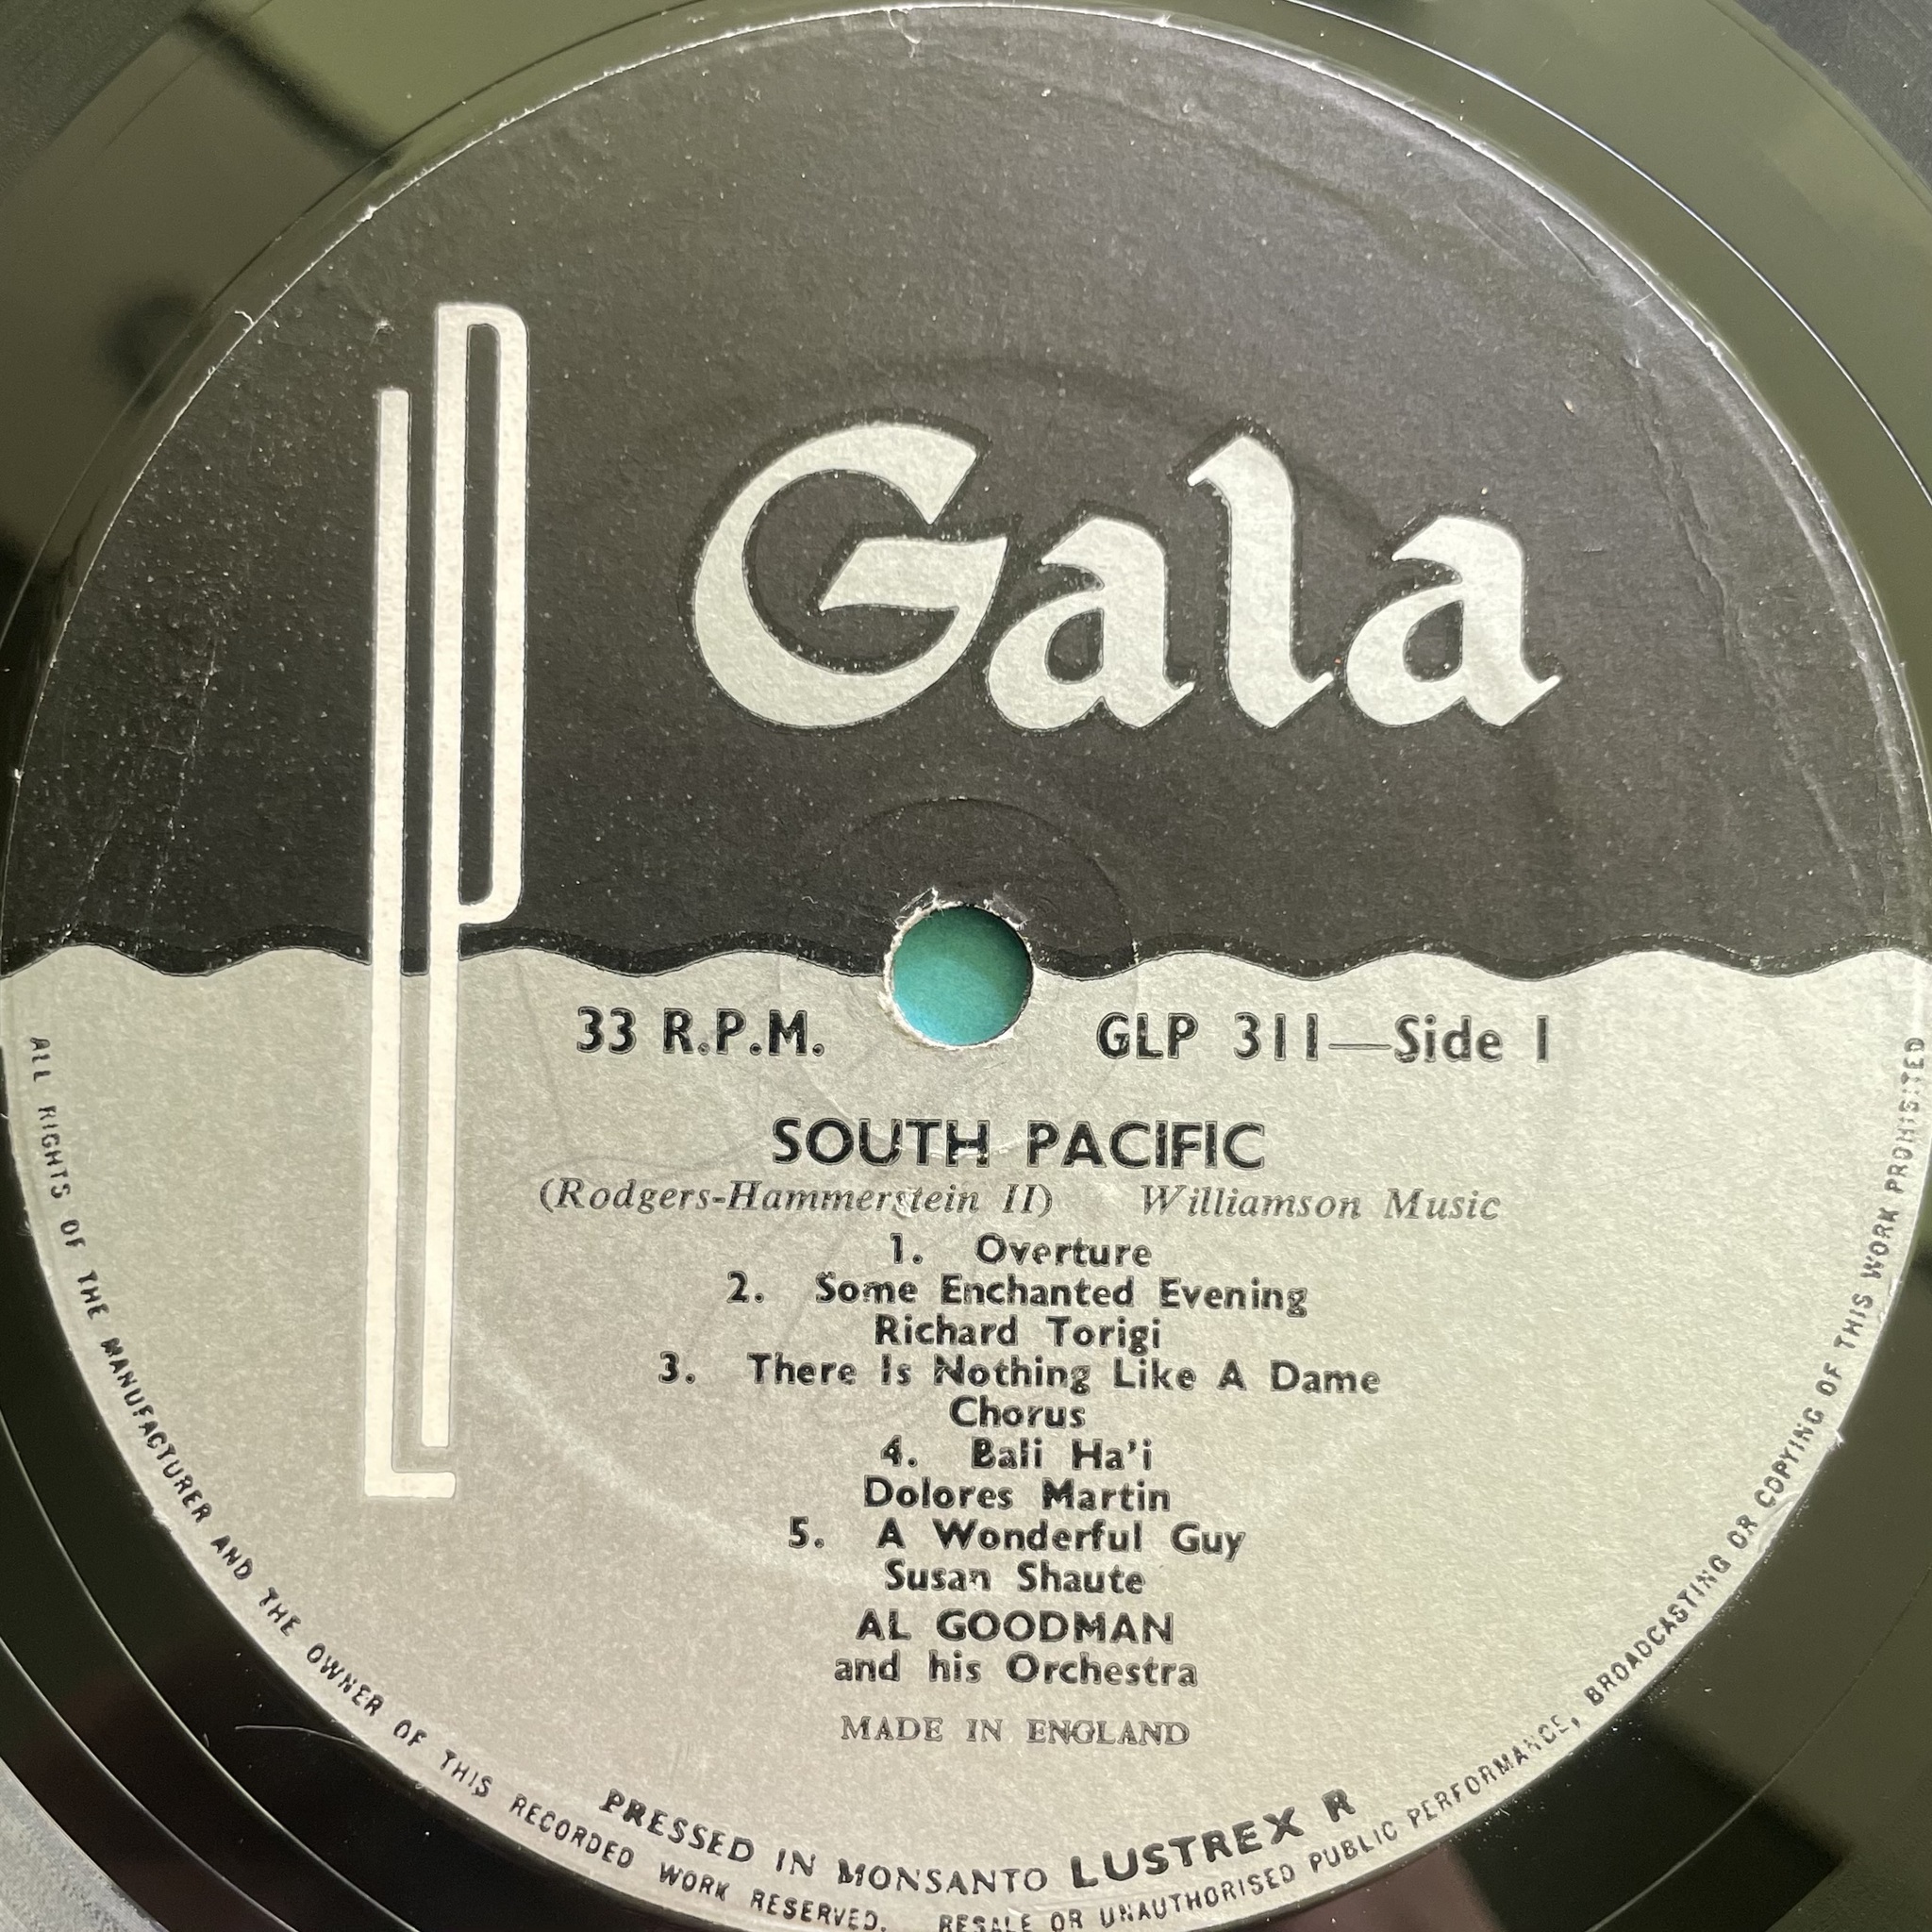 LP
Gala
33 R.P.M.
GLP 311—Side 1
SOUTH PACIFIC
(Rodgers-Hammerstein II) Williamson Music
1. Overture
2. Some Enchanted Evening
Richard Torigi
3. There Is Nothing Like A Dame
Chorus
4. Bali Ha'i
Dolores Martin
5. A Wonderful Guy
Susan Shaute
AL GOODMAN
and his Orchestra
MADE IN ENGLAND
PRESSED IN MONSANTO LUSTREX R
ALL RIGHTS OF THE MANUFACTURER AND THE OWNER OF THIS RECORDED WORK RESERVED. RESALE OR UNAUTHORISED PUBLIC PERFORMANCE, BROADCASTING OR COPYING OF THIS WORK PROHIBITED